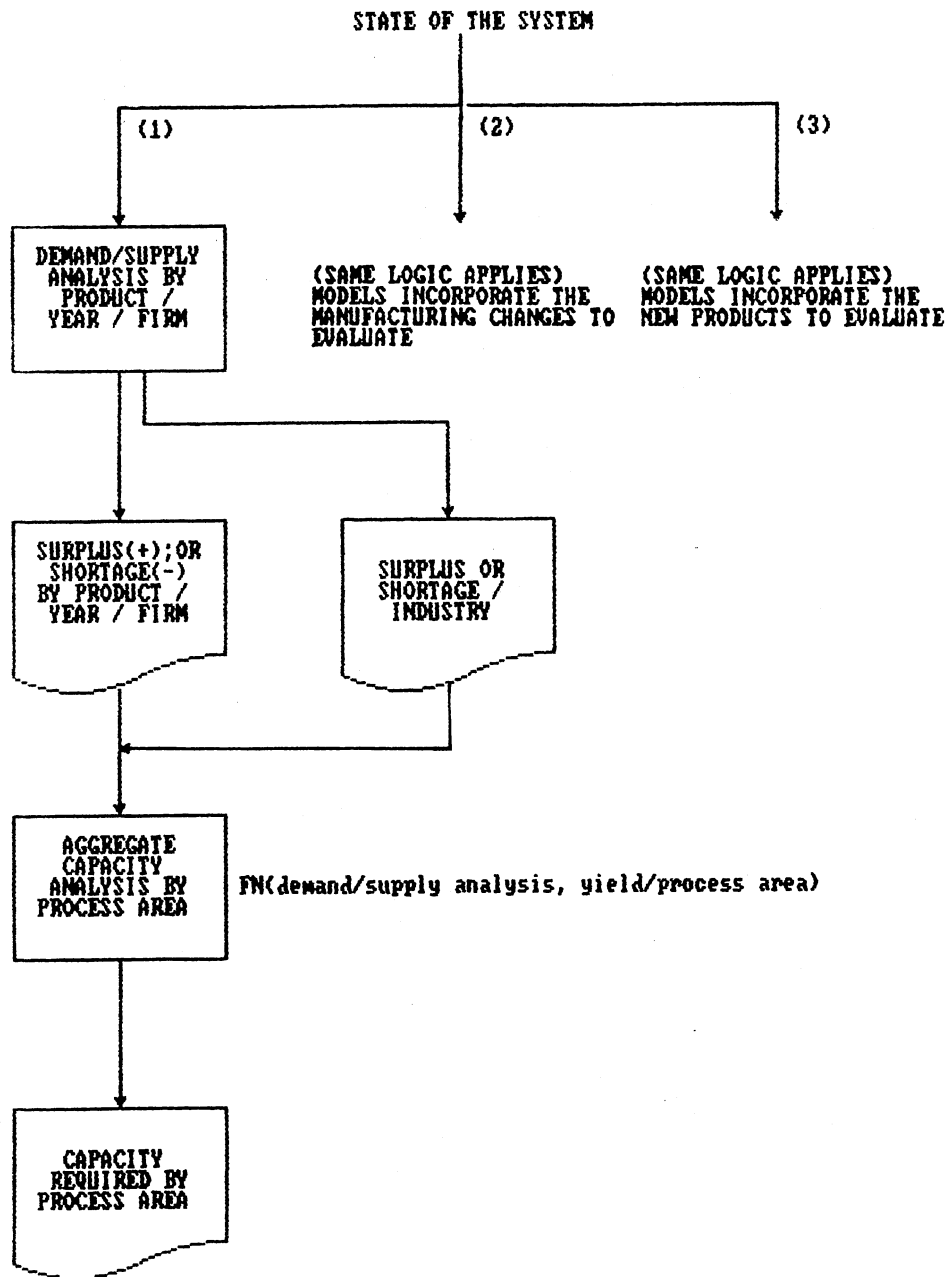 STATE OF THE SYSTEM
(1)
(2)
(3)
DEMAND/SUPPLY
ANALYSIS BY
PRODUCT /
YEAR / FIRM
(SAME LOGIC APPLIES)
MODELS INCORPORATE THE
MANUFACTURING CHANGES TO
EVALUATE
(SAME LOGIC APPLIES)
MODELS INCORPORATE THE
NEW PRODUCTS TO EVALUATE
SURPLUS(+);OR
SHORTAGE(-)
BY PRODUCT /
YEAR / FIRM
SURPLUS OR
SHORTAGE /
INDUSTRY
AGGREGATE
CAPACITY
ANALYSIS BY
PROCESS AREA
FN(demand/supply analysis, yield/process area)
CAPACITY
REQUIRED BY
PROCESS AREA